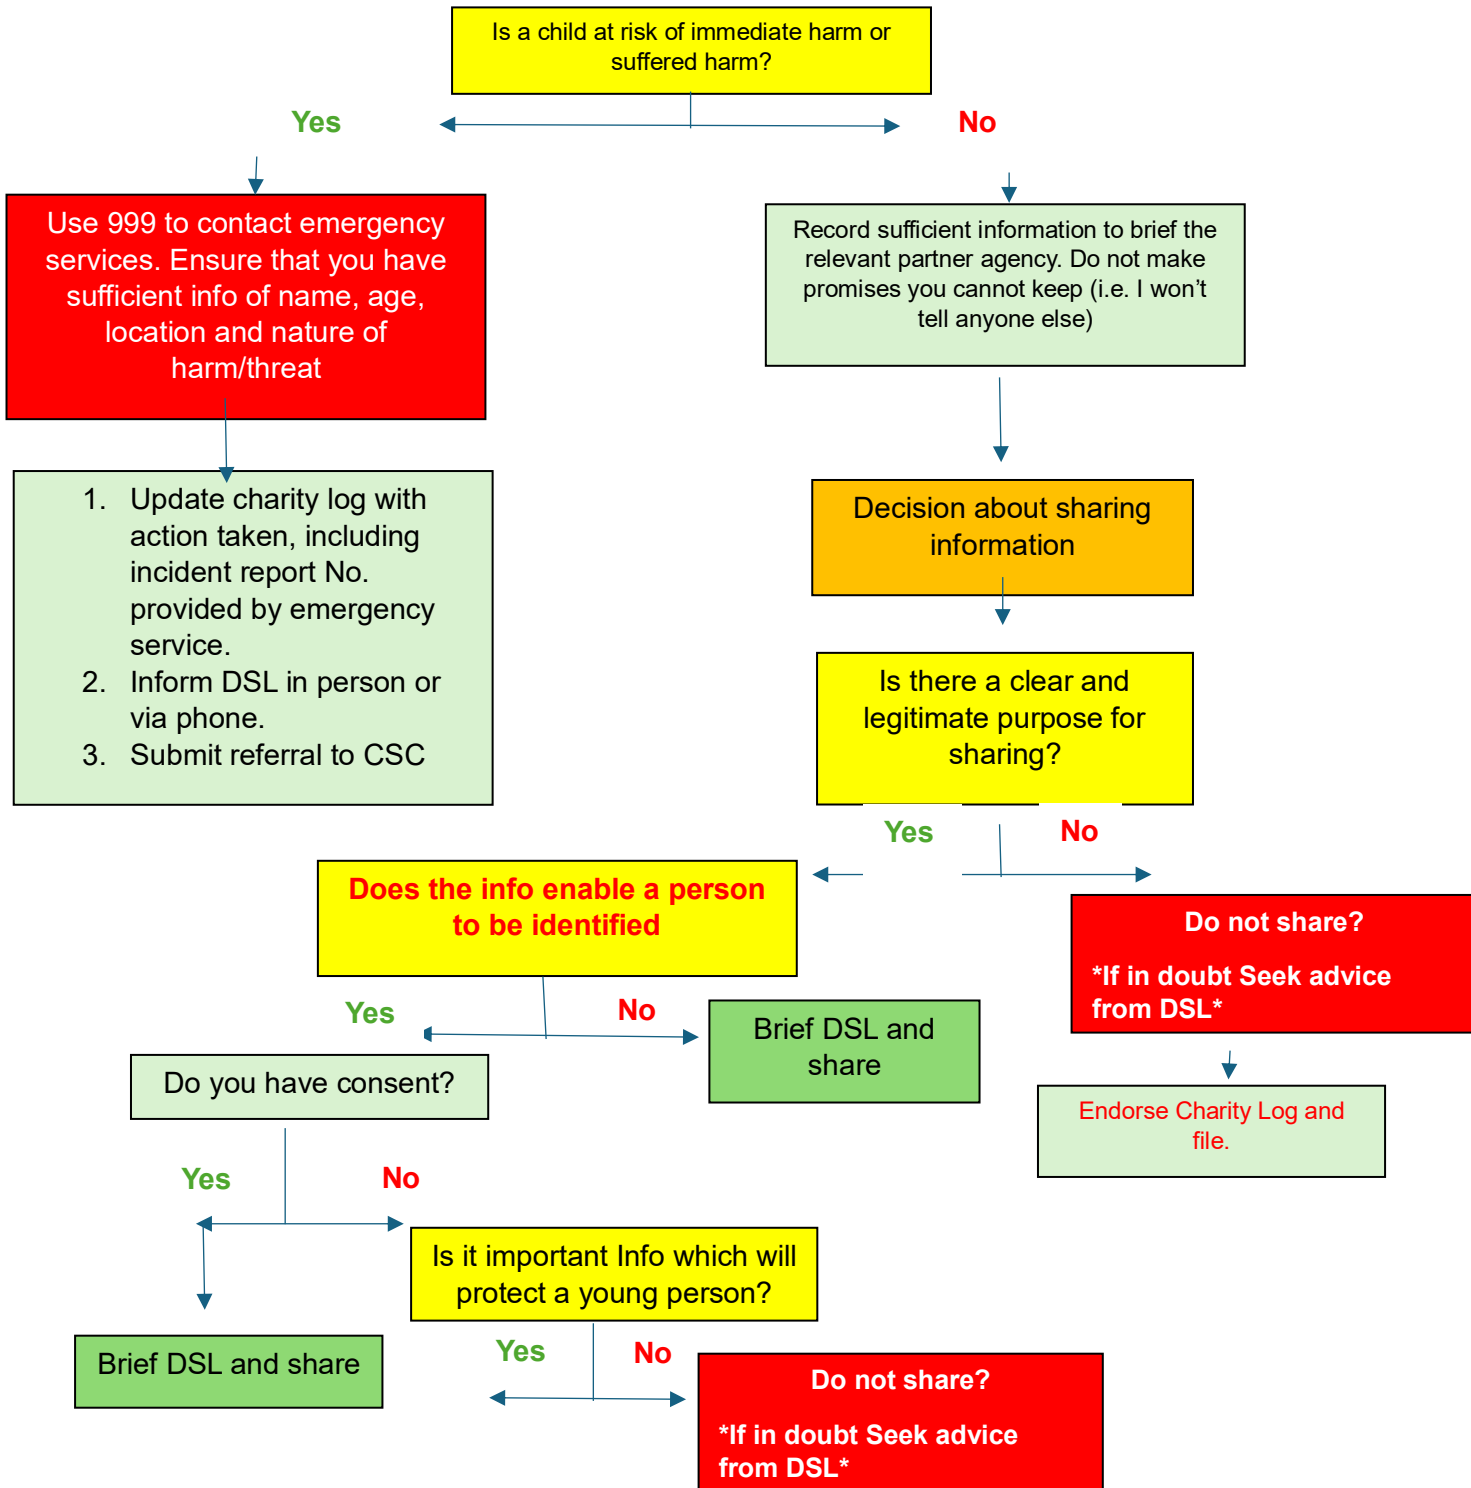 Is a child at risk of immediate harm or
suffered harm?
Yes
No
Use 999 to contact emergency
services. Ensure that you have
sufficient info of name, age,
location and nature of
harm/threat
Record sufficient information to brief the
relevant partner agency. Do not make
promises you cannot keep (i.e. I won’t
tell anyone else)
1. Update charity log with
action taken, including
incident report No.
provided by emergency
service.
2. Inform DSL in person or
via phone.
3. Submit referral to CSC
Decision about sharing
information
Is there a clear and
legitimate purpose for
sharing?
Yes
No
Does the info enable a person
to be identified
Do not share?
*If in doubt Seek advice
from DSL*
Yes
No
Brief DSL and
share
Do you have consent?
Endorse Charity Log and
file.
Yes
No
Is it important Info which will
protect a young person?
Brief DSL and share
Yes
No
Do not share?
*If in doubt Seek advice
from DSL*